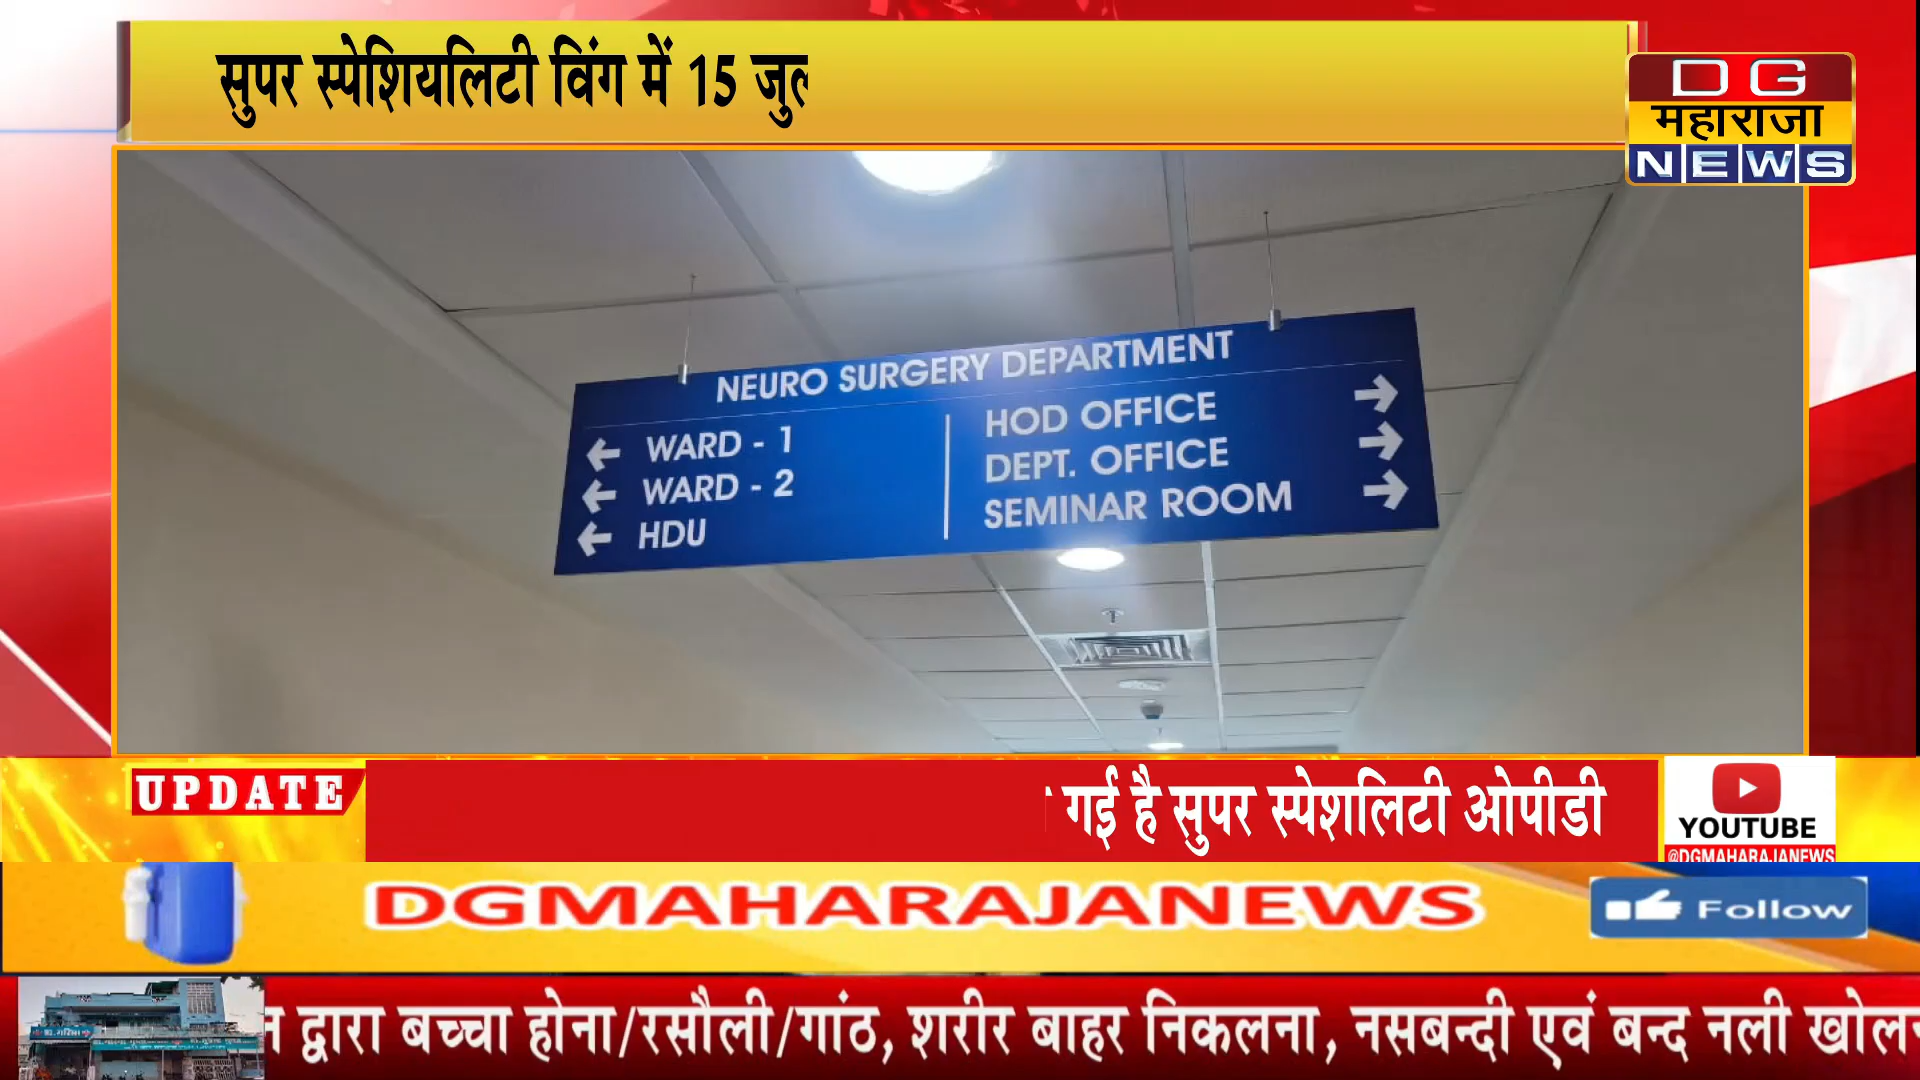 सुपर स्पेशियलिटी विंग में 15
DG
महाराजा
NEWS
NEURO SURGERY DEPARTMENT
WARD - 1
WARD - 2
HDU
HOD OFFICE
DEPT. OFFICE
SEMINAR ROOM
UPDATE
गई है सुपर स्पेशलिटी ओपीडी
YOUTUBE
@DGMAHARAJANEWS
DGMAHARAJANEWS
Follow
द्वारा बच्चा होना/रसौली/गांठ, शरीर बाहर निकलना, नसबन्दी एवं बन्द नली